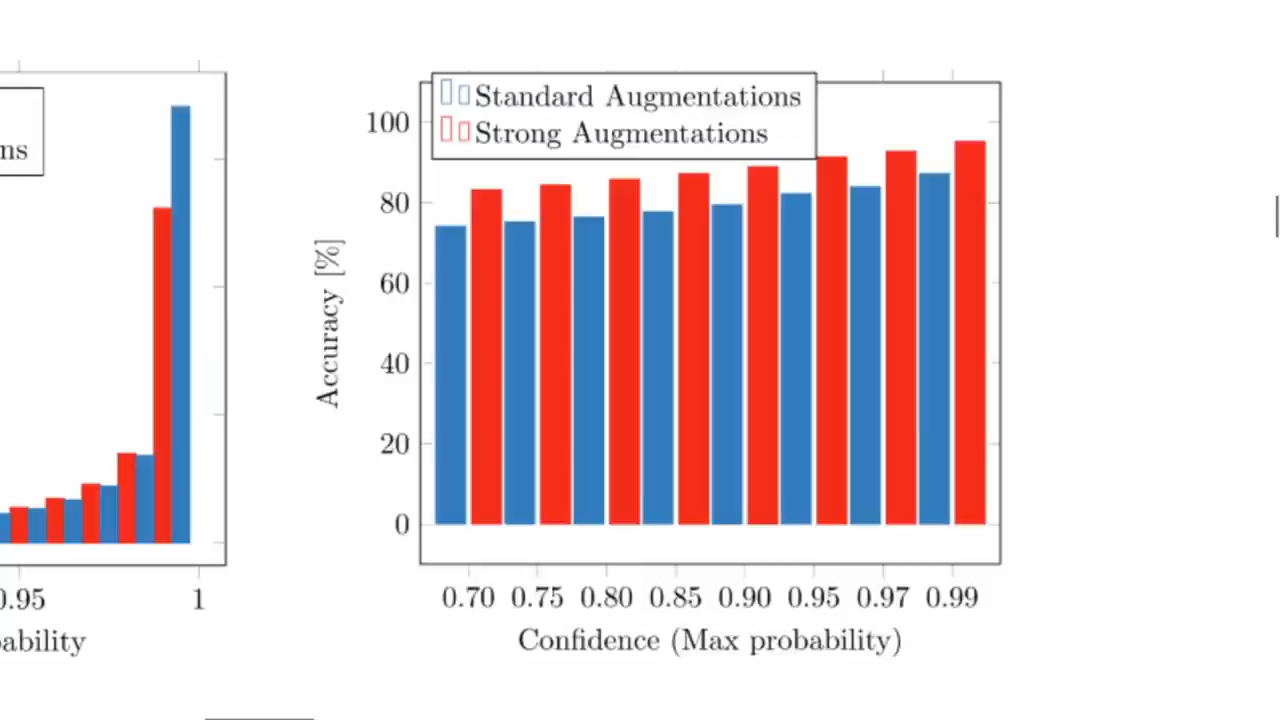 ns
0.95
1
bability
Standard Augmentations
Strong Augmentations
100
80
60
40
20
0
Accuracy [%]
0.70 0.75 0.80 0.85 0.90 0.95 0.97 0.99
Confidence (Max probability)